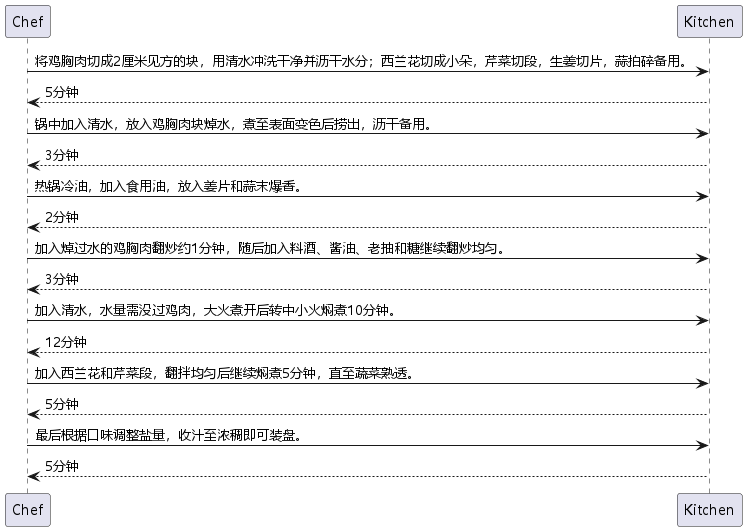 Chef Kitchen
将鸡胸肉切成2厘米见方的块，用清水冲洗干净并沥干水分；西兰花切成小朵，芹菜切段，生姜切片，蒜拍碎备用。
5分钟
锅中加入清水，放入鸡胸肉块焯水，煮至表面变色后捞出，沥干备用。
3分钟
热锅冷油，加入食用油，放入姜片和蒜末爆香。
2分钟
加入焯过水的鸡胸肉翻炒约1分钟，随后加入料酒、酱油、老抽和糖继续翻炒均匀。
3分钟
加入清水，水量需没过鸡肉，大火煮开后转中小火焖煮10分钟。
12分钟
加入西兰花和芹菜段，翻拌均匀后继续焖煮5分钟，直至蔬菜熟透。
5分钟
最后根据口味调整盐量，收汁至浓稠即可装盘。
5分钟
Chef Kitchen